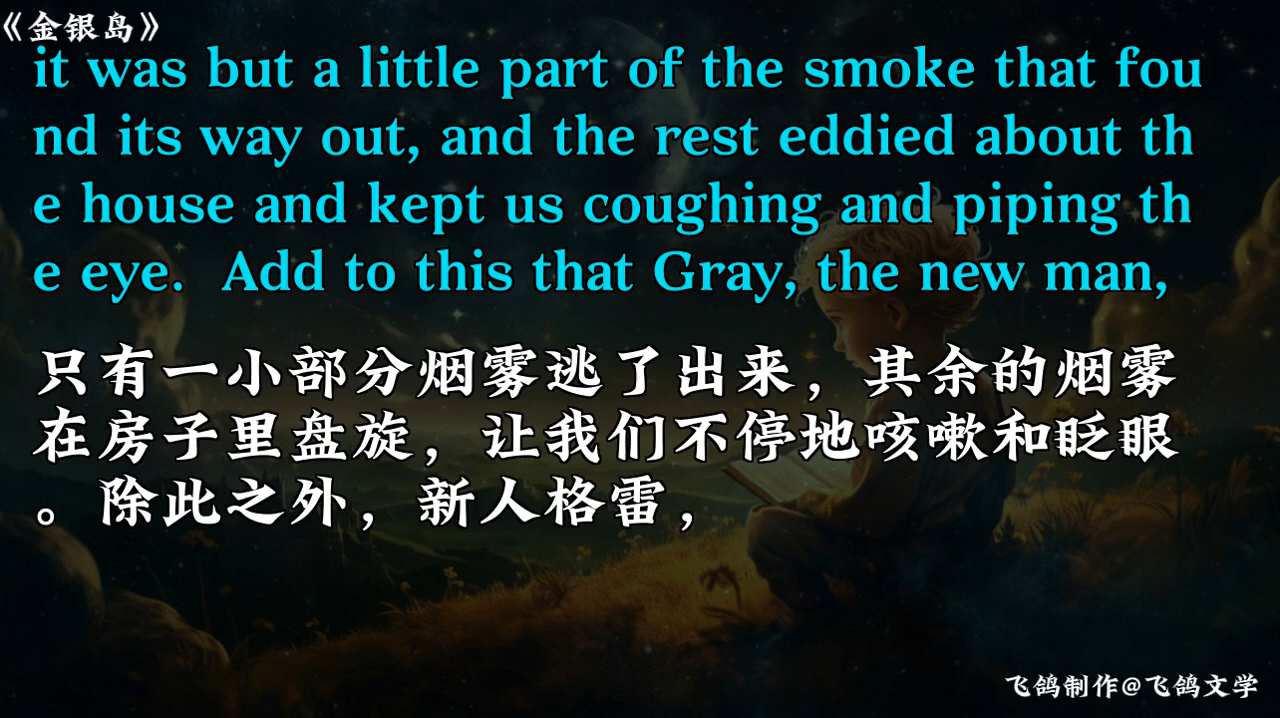 《金银岛》
it was but a little part of the smoke that fou
nd its way out, and the rest eddied about th
e house and kept us coughing and piping th
e eye.  Add to this that Gray, the new man,
只有一小部分烟雾逃了出来，其余的烟雾
在房子里盘旋，让我们不停地咳嗽和眨眼
。除此之外，新人格雷，
飞鸽制作@飞鸽文学